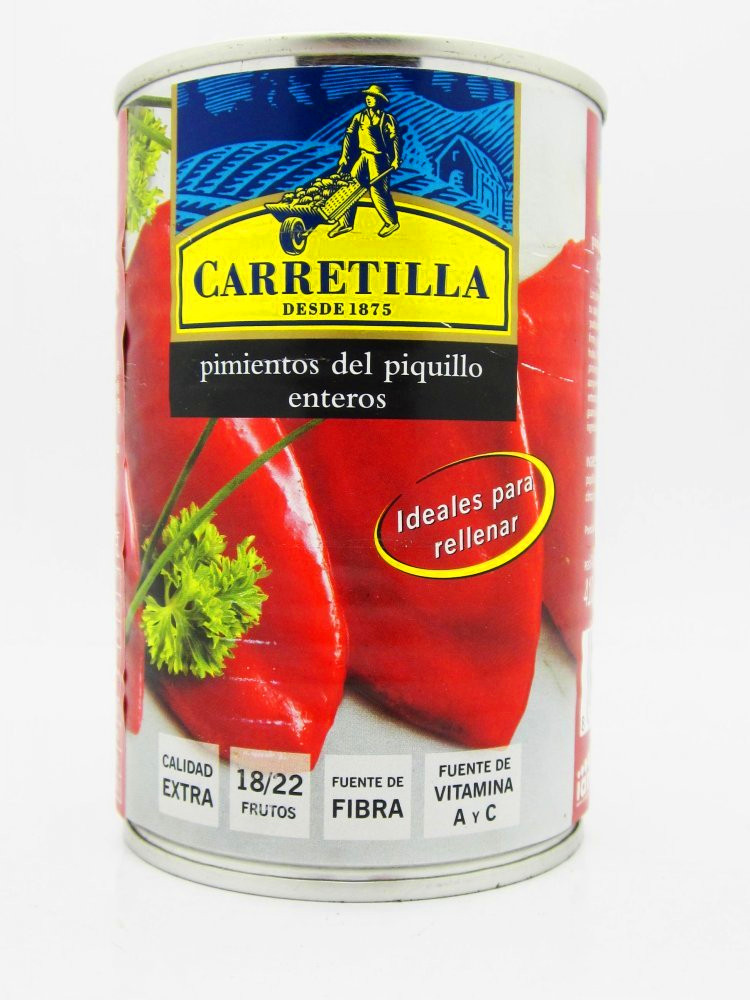 CARRETILLA
DESDE 1875
pimientos del piquillo
enteros
Ideales para
rellenar
CALIDAD
EXTRA
18/22
FRUTOS
FUENTE DE
FIBRA
FUENTE DE
VITAMINA
A Y C